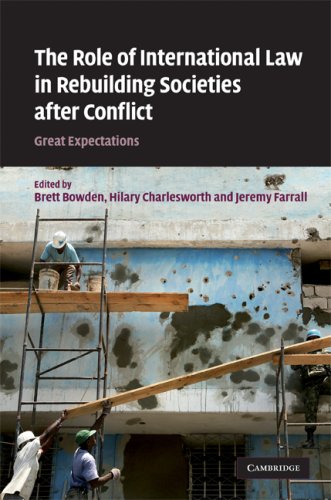 The Role of International Law
in Rebuilding Societies
after Conflict
Great Expectations
Edited by
Brett Bowden, Hilary Charlesworth and Jeremy Farrall
CAMBRIDGE